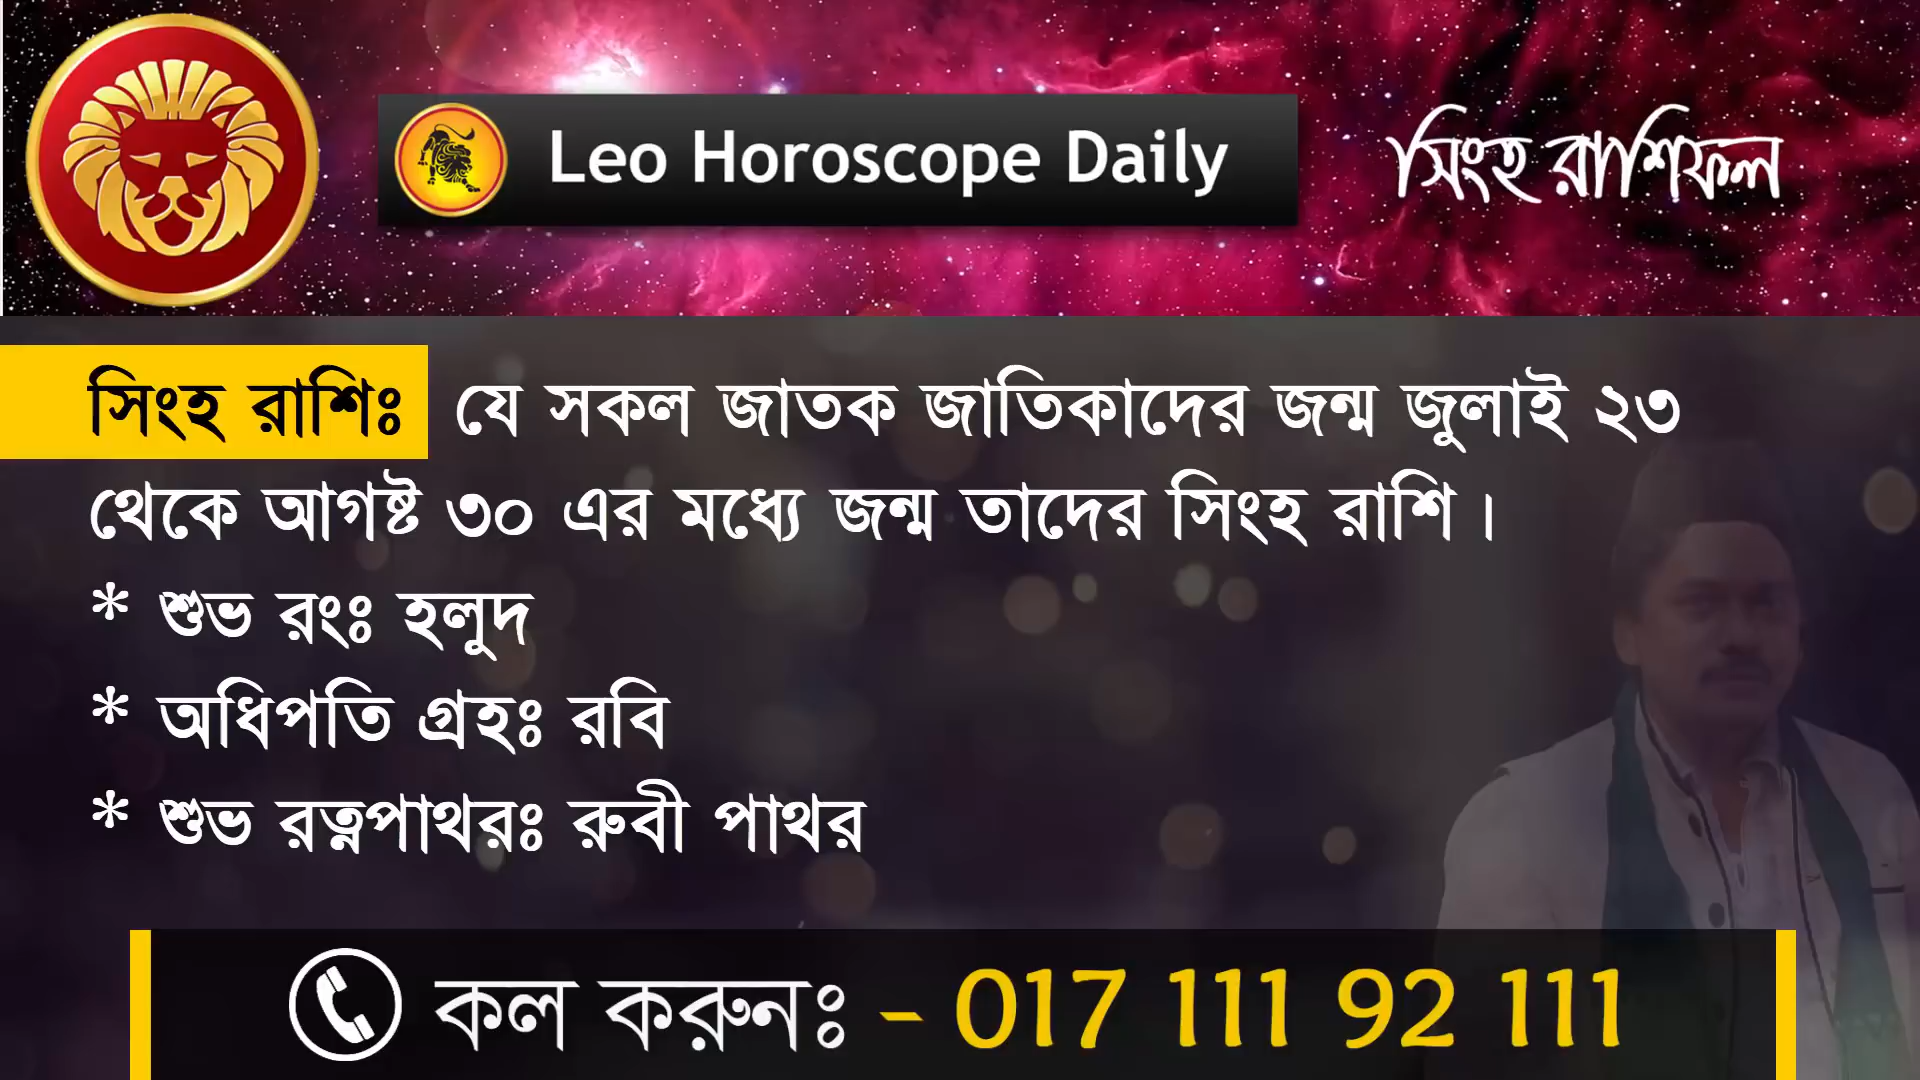 Leo Horoscope Daily
সিংহ রাশিফল
সিংহ রাশিঃ যে সকল জাতক জাতিকাদের জন্ম জুলাই ২৩
থেকে আগষ্ট ৩০ এর মধ্যে জন্ম তাদের সিংহ রাশি।
* শুভ রংঃ হলুদ
* অধিপতি গ্রহঃ রবি
* শুভ রত্নপাথরঃ রুবী পাথর
কল করুনঃ - 017 111 92 111